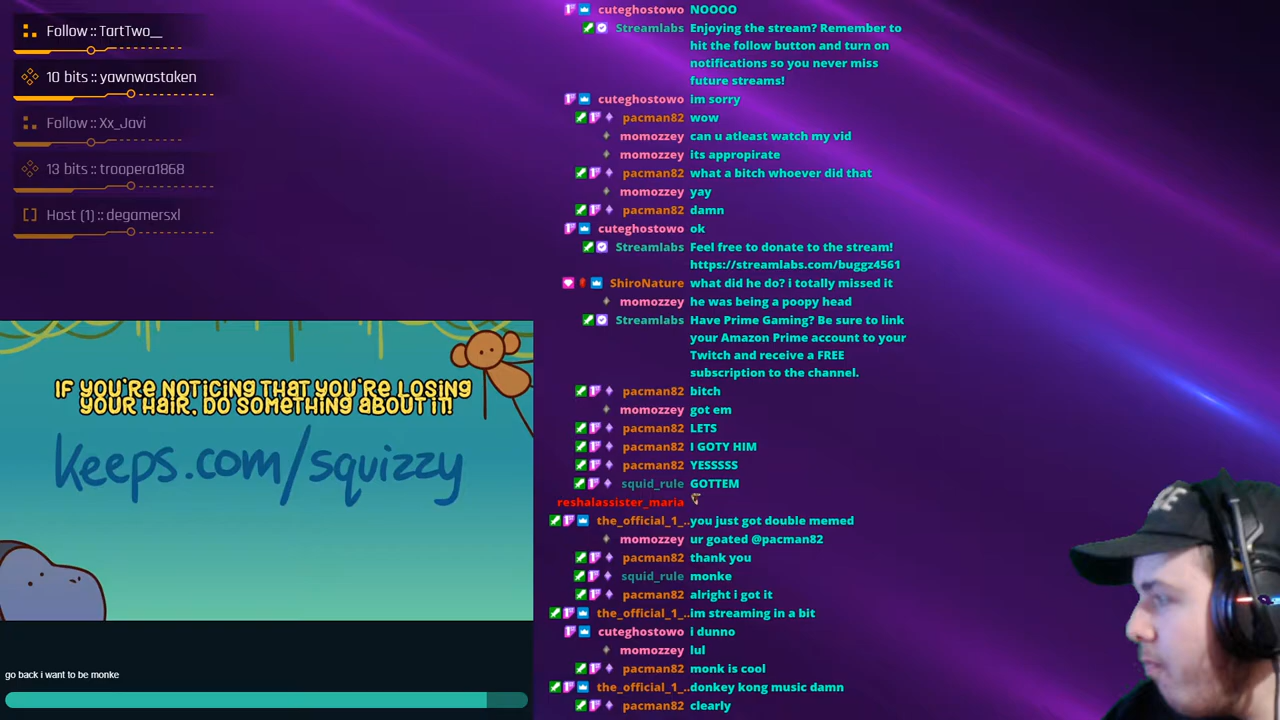 Follow :: TartTwo__
10 bits :: yawnwastaken
Follow :: Xx_Javi
13 bits :: troopera1868
Host (1) :: degamersxl
IF YOU'RE NOTICING THAT YOU'RE LOSING
YOUR HAIR, DO SOMETHING ABOUT IT!
keeps.com/squizzy
go back i want to be monke
cuteghostowo NOOOO
Streamlabs Enjoying the stream? Remember to
hit the follow button and turn on
notifications so you never miss
future streams!
cuteghostowo im sorry
pacman82 wow
momozzey can u atleast watch my vid
momozzey its appropirate
pacman82 what a bitch whoever did that
momozzey yay
pacman82 damn
cuteghostowo ok
Streamlabs Feel free to donate to the stream!
https://streamlabs.com/buggz4561
ShiroNature what did he do? i totally missed it
momozzey he was being a poopy head
Streamlabs Have Prime Gaming? Be sure to link
your Amazon Prime account to your
Twitch and receive a FREE
subscription to the channel.
pacman82 bitch
momozzey got em
pacman82 LETS
pacman82 I GOTY HIM
pacman82 YESSSSS
squid_rule GOTTEM
reshalassister_maria
the_official_1_.. you just got double memed
momozzey ur goated @pacman82
pacman82 thank you
squid_rule monke
pacman82 alright i got it
the_official_1_.. im streaming in a bit
cuteghostowo i dunno
momozzey lul
pacman82 monk is cool
the_official_1_.. donkey kong music damn
pacman82 clearly